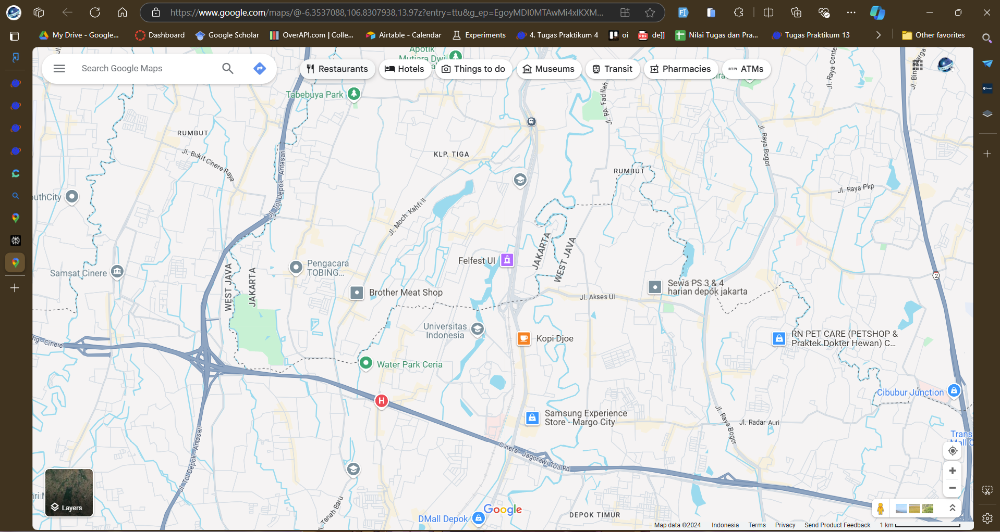 https://www.google.com/maps/@-6.3537088,106.8307938,13.97z?entry=ttu&g_ep=EgoyMDI0MTAwMi4xIKXM...
My Drive - Google...
Dashboard
Google Scholar
OverAPI.com | Colle...
Airtable - Calendar
Experiments
4. Tugas Praktikum 4
oi
PDF
de]]
Nilai Tugas dan Pra...
Tugas Praktikum 13
Other favorites
Search Google Maps
Restaurants
Hotels
Things to do
Museums
Transit
Pharmacies
ATM
ATMs
Apotik
Mutiara Dwi
Jl. Raya Cente
Jl. Bina Marga
Tabebuya Park
Jl. RA. Fadillah
RUMBUT
Jl. Bukit Cinere Raya
Jl. Tol Depok - Antasari
KLP. TIGA
Jl. Raya Bogor
RUMBUT
Jl. Raya Pkp
outhCity
Jl. Moch. Kahfi II
JAKARTA
WEST JAVA
Samsat Cinere
Pengacara
TOBING...
Felfest UI
2
WEST JAVA
JAKARTA
Brother Meat Shop
Sewa PS 3 & 4
harian depok jakarta
Jl. Akses UI
Universitas
Indonesia
Kopi Djoe
RN PET CARE (PETSHOP &
Praktek Dokter Hewan) C...
ng - Cinere
Water Park Ceria
H
Cibubur Junction
Samsung Experience
Store - Margo City
Jl. Raya Bogor
Jl. Radar Auri
Trans
Mall C
Jl. Tol Depok - Antasari
Cinere - Jagorawi Toll Rd
Jl. Tanah Baru
Layers
Google
DMall Depok
DEPOK TIMUR
Map data ©2024
Indonesia
Terms
Privacy
Send Product Feedback
1 km